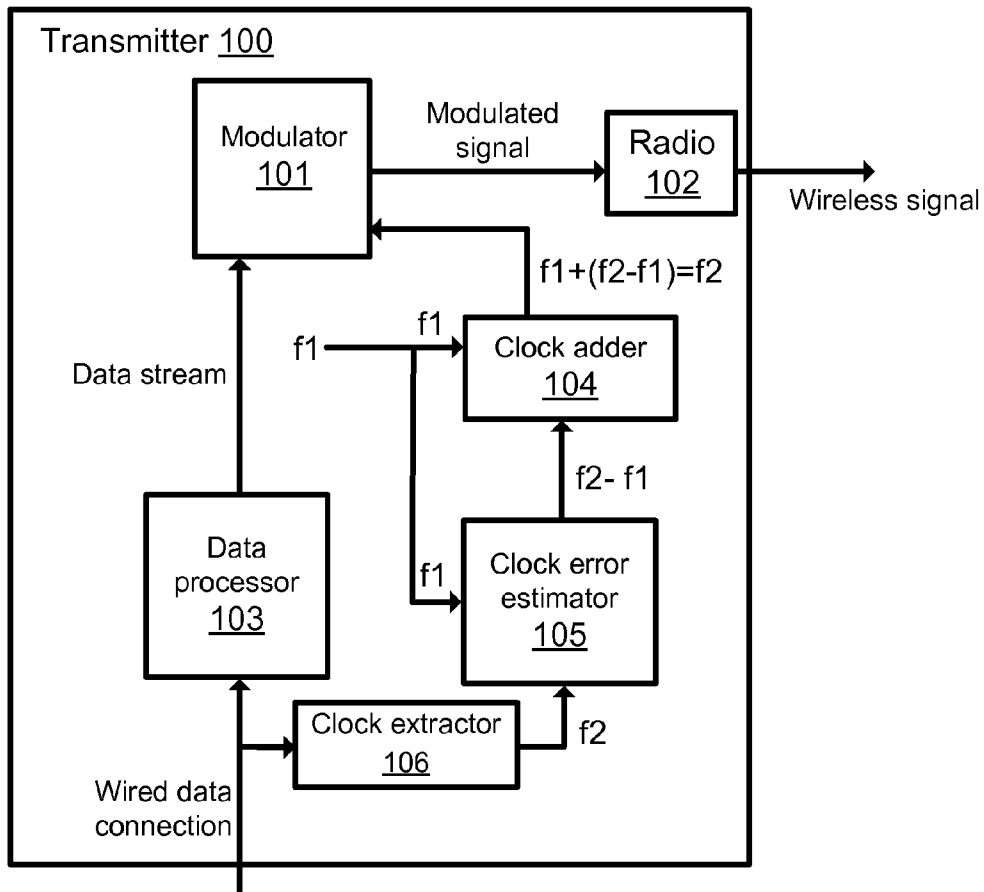 Transmitter 100
Modulator
101
Modulated
signal
Radio
102
Wireless signal
f1+(f2-f1)=f2
f1
f1
Clock adder
104
Data stream
f2- f1
Data
processor
103
f1
Clock error
estimator
105
Clock extractor
106
f2
Wired data
connection